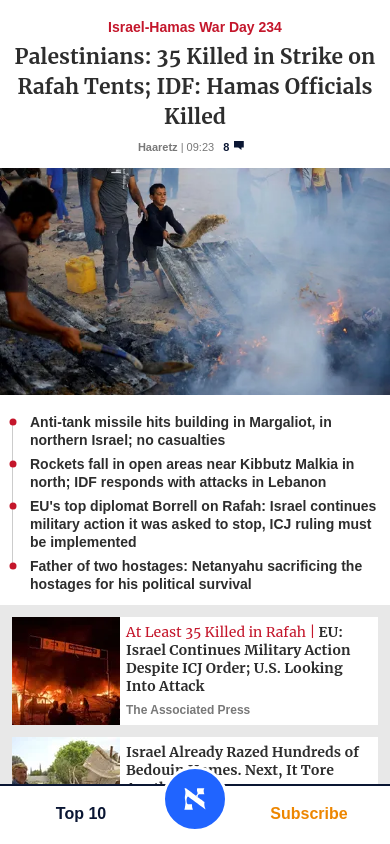 Israel-Hamas War Day 234
Palestinians: 35 Killed in Strike on
Rafah Tents; IDF: Hamas Officials
Killed
Haaretz | 09:23 8
Anti-tank missile hits building in Margaliot, in
northern Israel; no casualties
Rockets fall in open areas near Kibbutz Malkia in
north; IDF responds with attacks in Lebanon
EU's top diplomat Borrell on Rafah: Israel continues
military action it was asked to stop, ICJ ruling must
be implemented
Father of two hostages: Netanyahu sacrificing the
hostages for his political survival
At Least 35 Killed in Rafah | EU:
Israel Continues Military Action
Despite ICJ Order; U.S. Looking
Into Attack
The Associated Press
Israel Already Razed Hundreds of
Bedouin Homes. Next, It Tore
Top 10
Subscribe